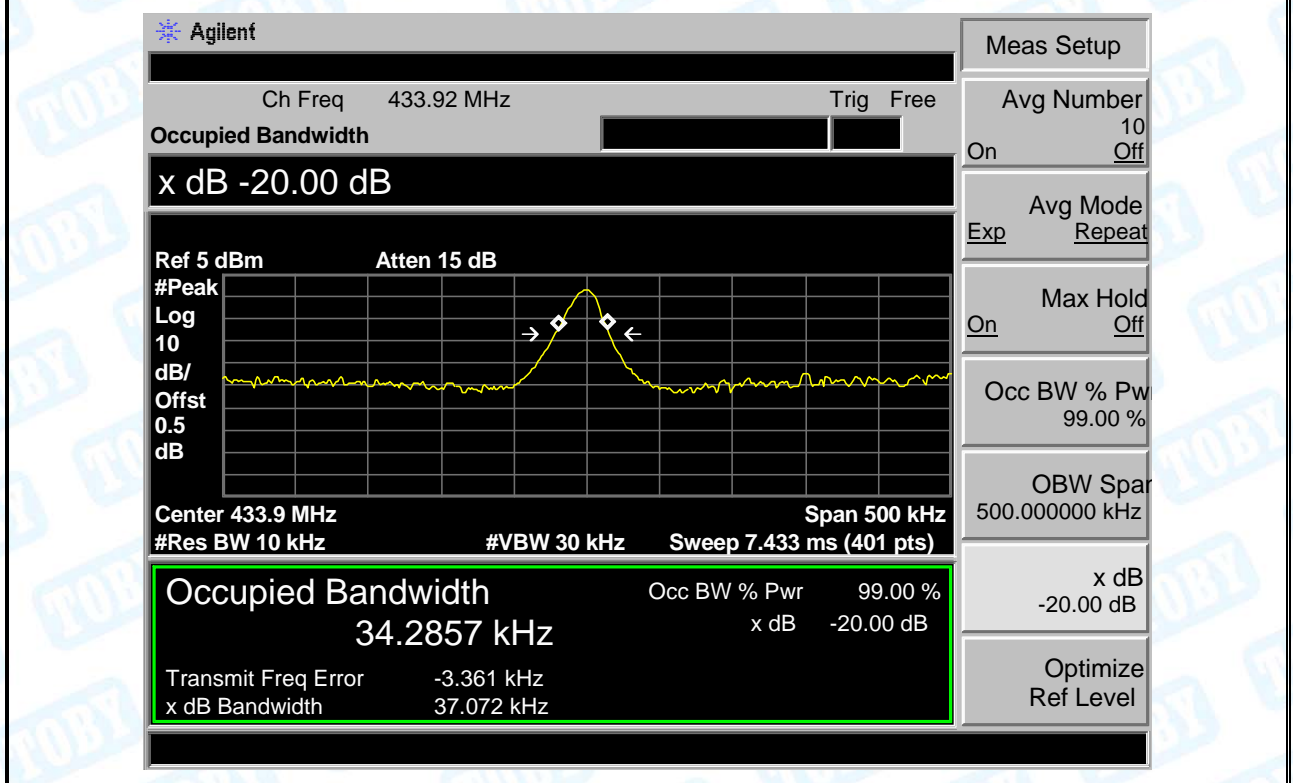 Agilent
Ch Freq 433.92 MHz Trig Free
Occupied Bandwidth
x dB -20.00 dB
Ref 5 dBm Atten 15 dB
#Peak
Log
10
dB/
Offst
0.5
dB
Center 433.9 MHz Span 500 kHz
#Res BW 10 kHz #VBW 30 kHz Sweep 7.433 ms (401 pts)
Occupied Bandwidth Occ BW % Pwr 99.00 %
34.2857 kHz x dB -20.00 dB
Transmit Freq Error -3.361 kHz
x dB Bandwidth 37.072 kHz
Meas Setup
Avg Number
10
On Off
Avg Mode
Exp Repeat
Max Hold
On Off
Occ BW % Pwr
99.00 %
OBW Span
500.000000 kHz
x dB
-20.00 dB
Optimize
Ref Level
TOBY